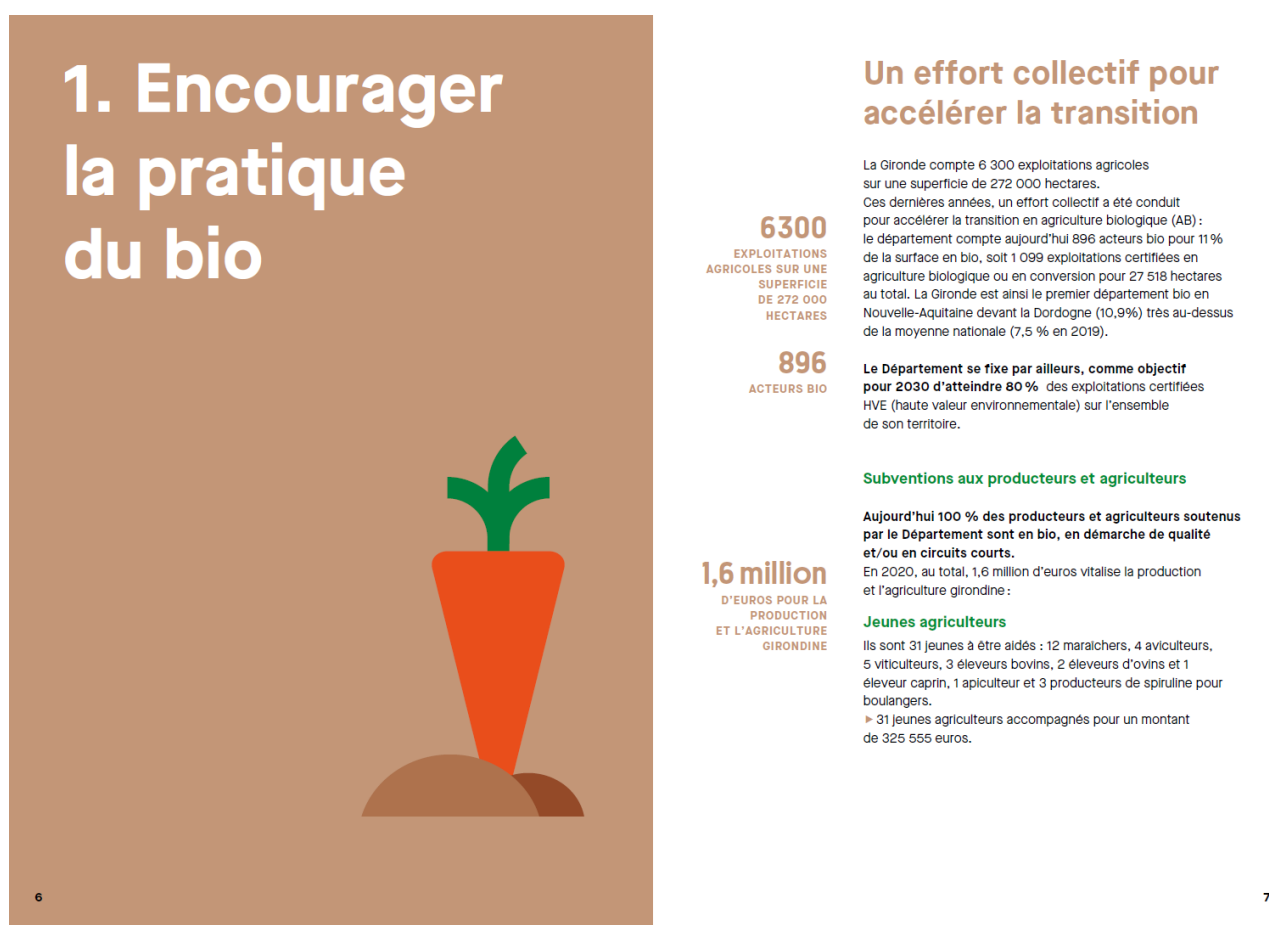 1. Encourager
la pratique
du bio
6
Un effort collectif pour
accélérer la transition
La Gironde compte 6 300 exploitations agricoles
sur une superficie de 272 000 hectares.
Ces dernières années, un effort collectif a été conduit
pour accélérer la transition en agriculture biologique (AB) :
le département compte aujourd'hui 896 acteurs bio pour 11 %
de la surface en bio, soit 1 099 exploitations certifiées en
agriculture biologique ou en conversion pour 27 518 hectares
au total. La Gironde est ainsi le premier département bio en
Nouvelle-Aquitaine devant la Dordogne (10,9%) très au-dessus
de la moyenne nationale (7,5 % en 2019).
6300
EXPLOITATIONS
AGRICOLES SUR UNE
SUPERFICIE
DE 272 000
HECTARES
896
ACTEURS BIO
Le Département se fixe par ailleurs, comme objectif
pour 2030 d'atteindre 80 % des exploitations certifiées
HVE (haute valeur environnementale) sur l'ensemble
de son territoire.
Subventions aux producteurs et agriculteurs
Aujourd'hui 100 % des producteurs et agriculteurs soutenus
par le Département sont en bio, en démarche de qualité
et/ou en circuits courts.
En 2020, au total, 1,6 million d'euros vitalise la production
et l'agriculture girondine :
1,6 million
D'EUROS POUR LA
PRODUCTION
ET L'AGRICULTURE
GIRONDINE
Jeunes agriculteurs
Ils sont 31 jeunes à être aidés : 12 maraichers, 4 aviculteurs,
5 viticulteurs, 3 éleveurs bovins, 2 éleveurs d'ovins et 1
éleveur caprin, 1 apiculteur et 3 producteurs de spiruline pour
boulangers.
▶ 31 jeunes agriculteurs accompagnés pour un montant
de 325 555 euros.
7